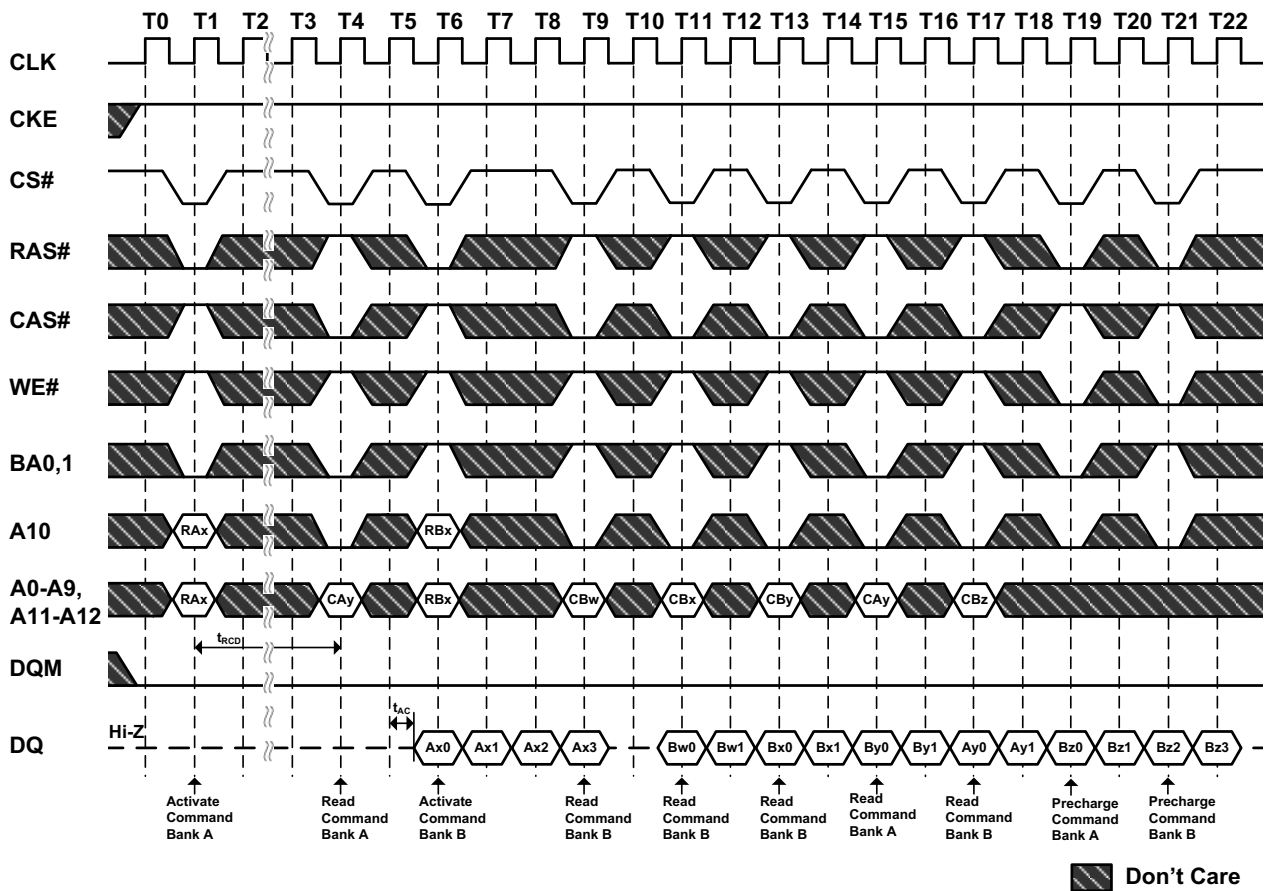 T0 T1 T2 T3 T4 T5 T6 T7 T8 T9 T10 T11 T12 T13 T14 T15 T16 T17 T18 T19 T20 T21 T22
CLK
CKE
CS#
RAS#
CAS#
WE#
BA0,1
A10 RAx RBx
A0-A9,
A11-A12 RAx CAy RBx CBw CBx CBy CAy CBz
tRCD
DQM
tAC
Hi-Z
DQ Ax0 Ax1 Ax2 Ax3 Bw0 Bw1 Bx0 Bx1 By0 By1 Ay0 Ay1 Bz0 Bz1 Bz2 Bz3
Activate
Command
Bank A
Read
Command
Bank A
Activate
Command
Bank B
Read
Command
Bank B
Read
Command
Bank B
Read
Command
Bank B
Read
Command
Bank A
Read
Command
Bank B
Precharge
Command
Bank A
Precharge
Command
Bank B
Don't Care